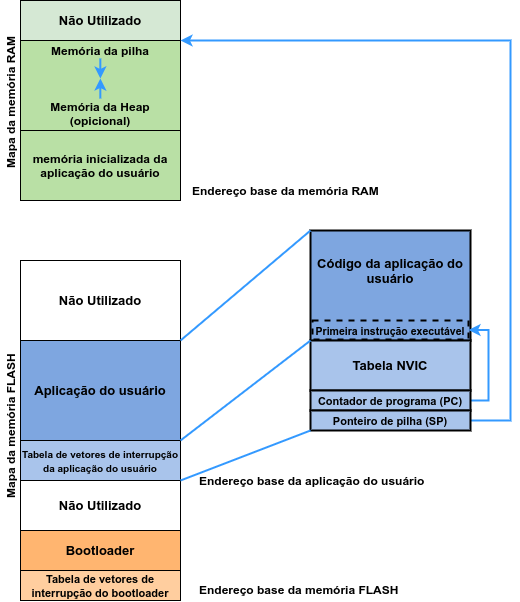 Mapa da memória RAM
Não Utilizado
Memória da pilha
Memória da Heap
(opicional)
memória inicializada da
aplicação do usuário
Endereço base da memória RAM
Mapa da memória FLASH
Não Utilizado
Aplicação do usuário
Tabela de vetores de interrupção
da aplicação do usuário
Não Utilizado
Bootloader
Tabela de vetores de
interrupção do bootloader
Código da aplicação do
usuário
Primeira instrução executável
Tabela NVIC
Contador de programa (PC)
Ponteiro de pilha (SP)
Endereço base da aplicação do usuário
Endereço base da memória FLASH